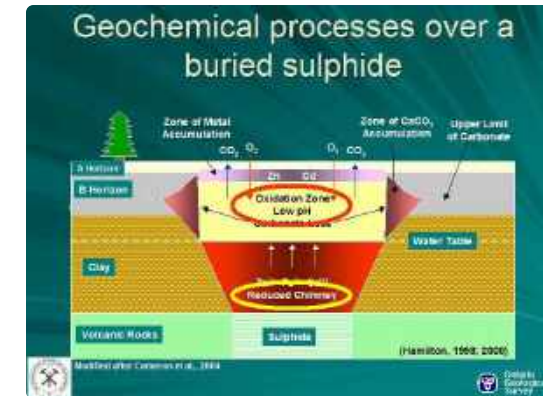 Geochemical processes over a
buried sulphide
Zone of Metal
Accumulation
Zone of CaCO3
Accumulation
Upper Limit
of Carbonate
CO2 O2
O2 CO2
A Horizon
B-Horizon
Zn Cd
Oxidation Zone
Low pH
Carbonate Loss
Water Table
Clay
Reduced Chimney
Volcanic Rocks
Sulphide
(Hamilton, 1998, 2000)
Modified after Cameron et al., 2004
Ontario
Geological
Survey